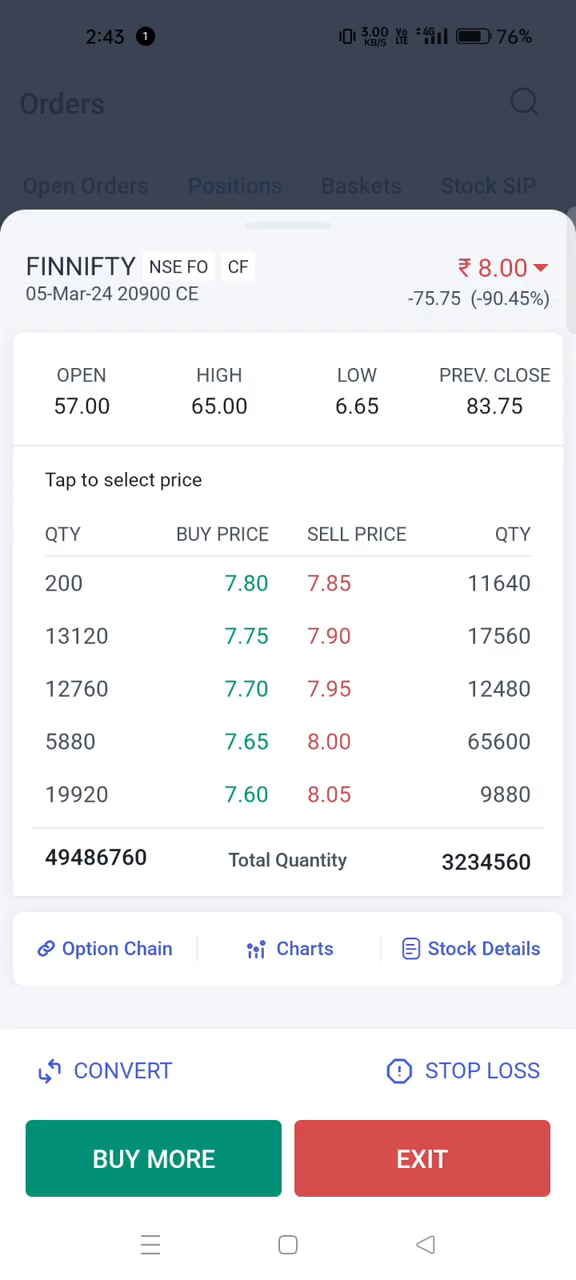 2:43 1 3.00 KB/S Vo LTE 4G 76%
Orders
Open Orders Positions Baskets Stock SIP
FINNIFTY NSE FO CF ₹ 8.00
05-Mar-24 20900 CE -75.75 (-90.45%)
OPEN HIGH LOW PREV. CLOSE
57.00 65.00 6.65 83.75
Tap to select price
QTY BUY PRICE SELL PRICE QTY
200 7.80 7.85 11640
13120 7.75 7.90 17560
12760 7.70 7.95 12480
5880 7.65 8.00 65600
19920 7.60 8.05 9880
49486760 Total Quantity 3234560
Option Chain Charts Stock Details
CONVERT STOP LOSS
BUY MORE EXIT